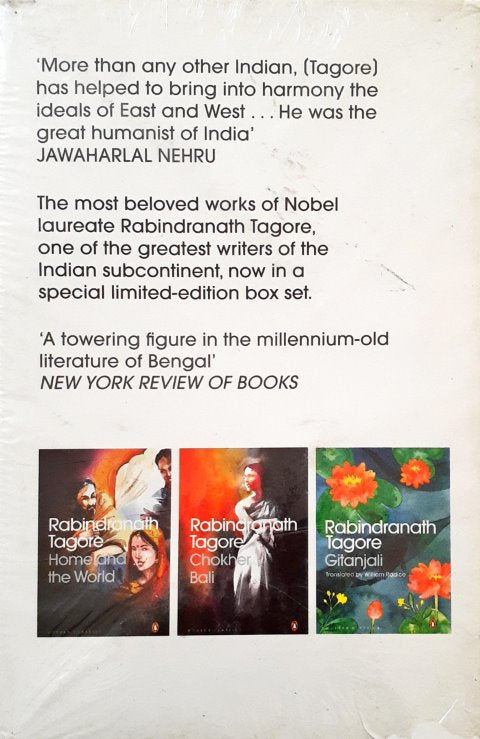 ‘More than any other Indian, (Tagore)
has helped to bring into harmony the
ideals of East and West . . . He was the
great humanist of India’
JAWAHARLAL NEHRU
The most beloved works of Nobel
laureate Rabindranath Tagore,
one of the greatest writers of the
Indian subcontinent, now in a
special limited-edition box set.
‘A towering figure in the millennium-old
literature of Bengal’
NEW YORK REVIEW OF BOOKS
Rabindranath
Tagore
Home and
the World
Rabindranath
Tagore
Chokher
Bali
Rabindranath
Tagore
Gitanjali
Translated by William Radice